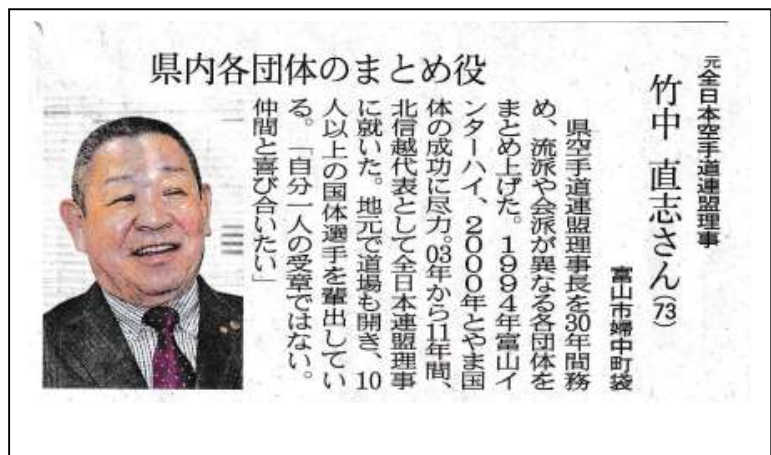 県内各団体のまとめ役
元全日本空手道連盟理事
竹中 直志さん(73)
富山市婦中町袋
県空手道連盟理事長を30年間務
め、流派や会派が異なる各団体を
まとめ上げた。1994年富山イ
ンターハイ、2000年とやま国
体の成功に尽力。03年から11年間、
北信越代表として全日本連盟理事
に就いた。地元で道場も開き、10
人以上の国体選手を輩出してい
る。「自分一人の受章ではない。
仲間と喜び合いたい」